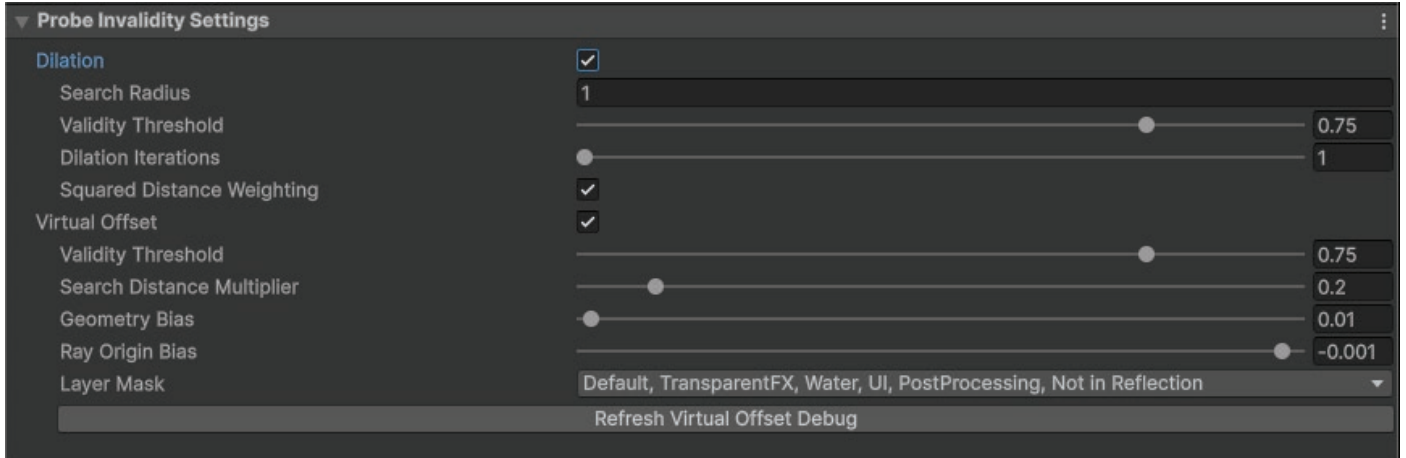 Probe Invalidity Settings
Dilation
Search Radius 1
Validity Threshold 0.75
Dilation Iterations 1
Squared Distance Weighting
Virtual Offset
Validity Threshold 0.75
Search Distance Multiplier 0.2
Geometry Bias 0.01
Ray Origin Bias -0.001
Layer Mask Default, TransparentFX, Water, UI, PostProcessing, Not in Reflection
Refresh Virtual Offset Debug